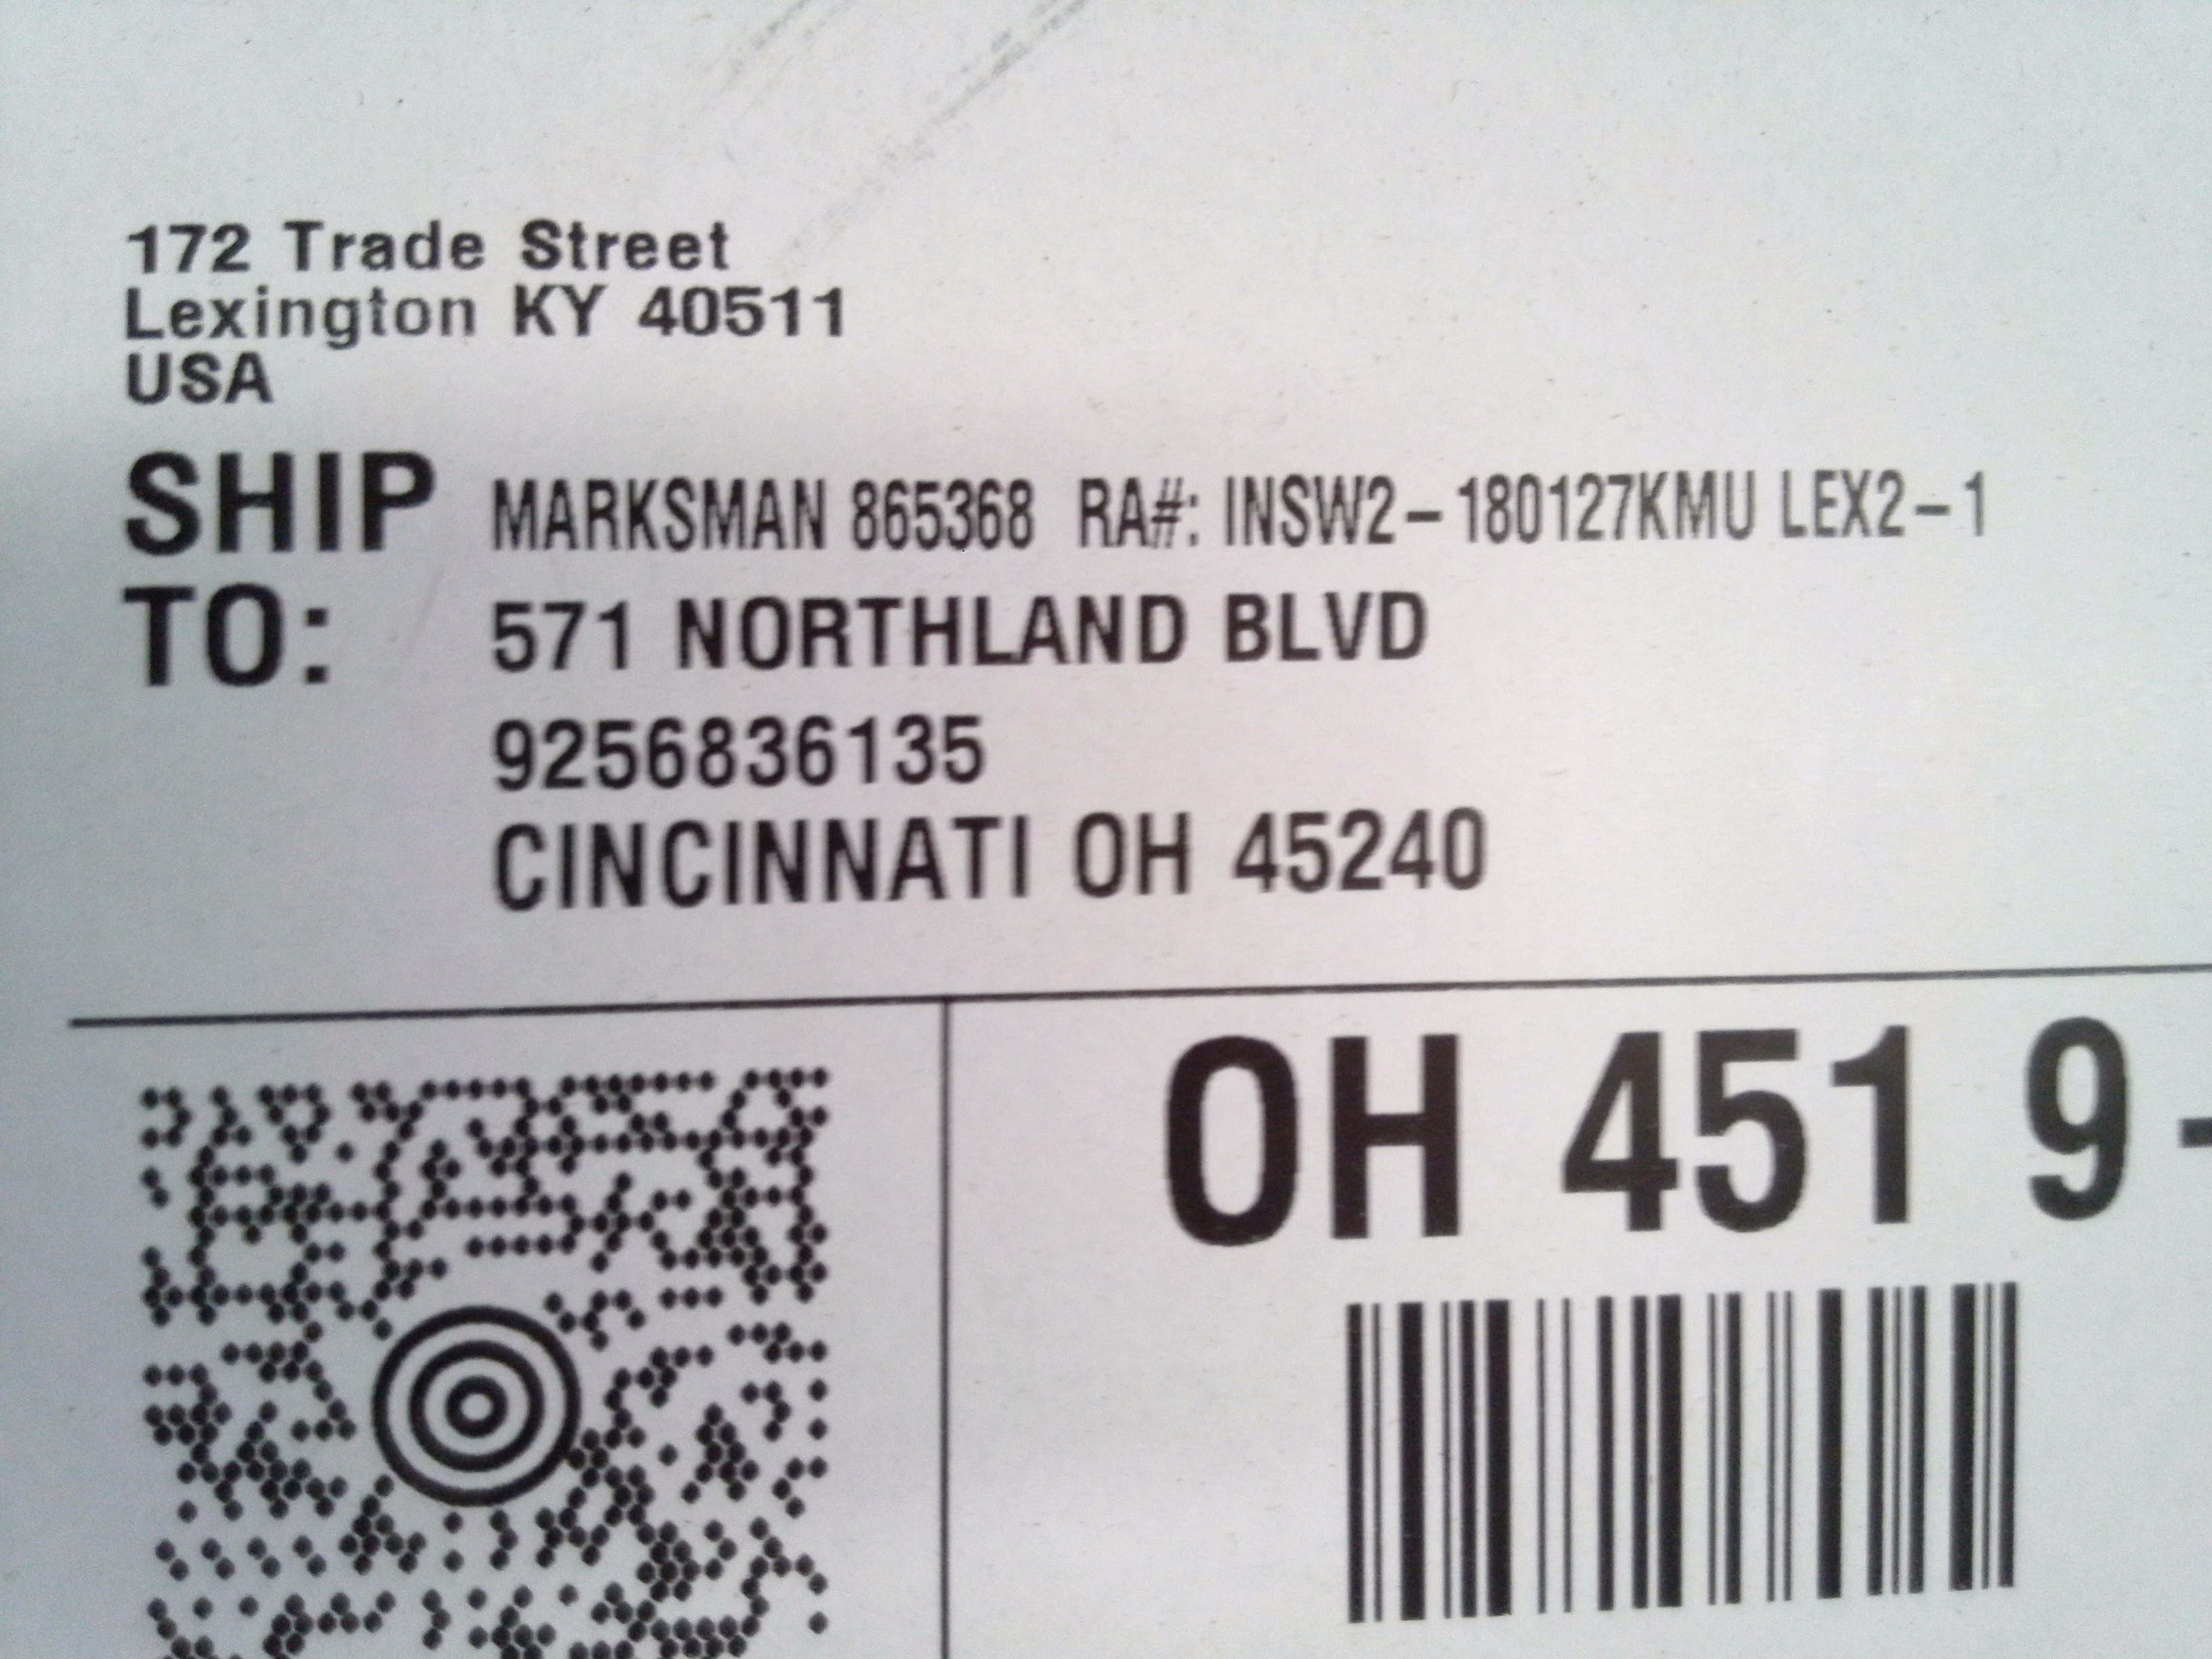 172 Trade Street
Lexington KY 40511
USA
SHIP TO:
MARKSMAN 865368 RA#: INSW2-180127KMU LEX2-1
571 NORTHLAND BLVD
9256836135
CINCINNATI OH 45240
OH 451 9-